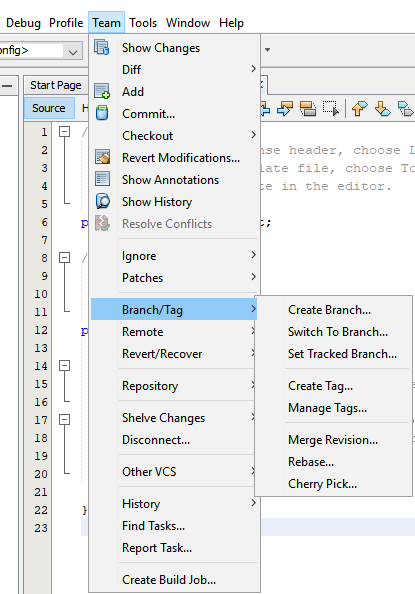 Debug Profile Team Tools Window Help
onfig>
Start Page
Source H
Show Changes
Diff
Add
Commit...
Checkout
Revert Modifications...
Show Annotations
Show History
Resolve Conflicts
Ignore
Patches
Branch/Tag
Remote
Revert/Recover
Repository
Shelve Changes
Disconnect...
Other VCS
History
Find Tasks...
Report Task...
Create Build Job...
Create Branch...
Switch To Branch...
Set Tracked Branch...
Create Tag...
Manage Tags...
Merge Revision...
Rebase...
Cherry Pick...
1 /
2 nse header, choose L
3 late file, choose To
4 te in the editor.
5
6 p t;
7
8 /
9
10
11
12 p
13
14
15
16
17
18
19
20
21
22 }
23